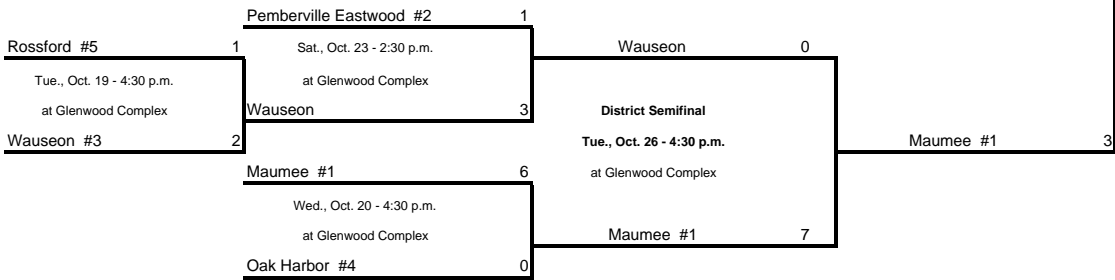 Pemberville Eastwood #2 1
Rossford #5 1
Sat., Oct. 23 - 2:30 p.m.
Wauseon 0
Tue., Oct. 19 - 4:30 p.m.
at Glenwood Complex
at Glenwood Complex
Wauseon 3
District Semifinal
Wauseon #3 2
Tue., Oct. 26 - 4:30 p.m.
Maumee #1 3
Maumee #1 6
at Glenwood Complex
Wed., Oct. 20 - 4:30 p.m.
at Glenwood Complex
Maumee #1 7
Oak Harbor #4 0